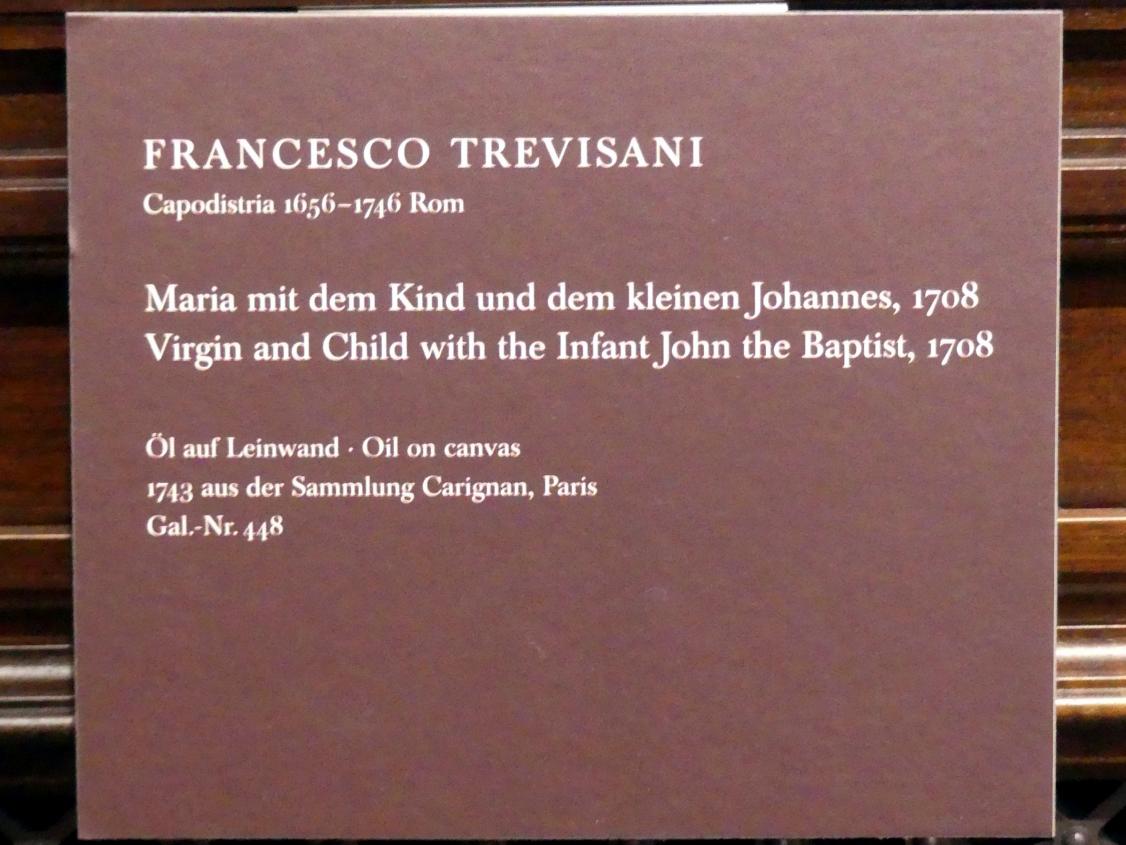 FRANCESCO TREVISANI
Capodistria 1656–1746 Rom
Maria mit dem Kind und dem kleinen Johannes, 1708
Virgin and Child with the Infant John the Baptist, 1708
Öl auf Leinwand · Oil on canvas
1743 aus der Sammlung Carignan, Paris
Gal.-Nr. 448